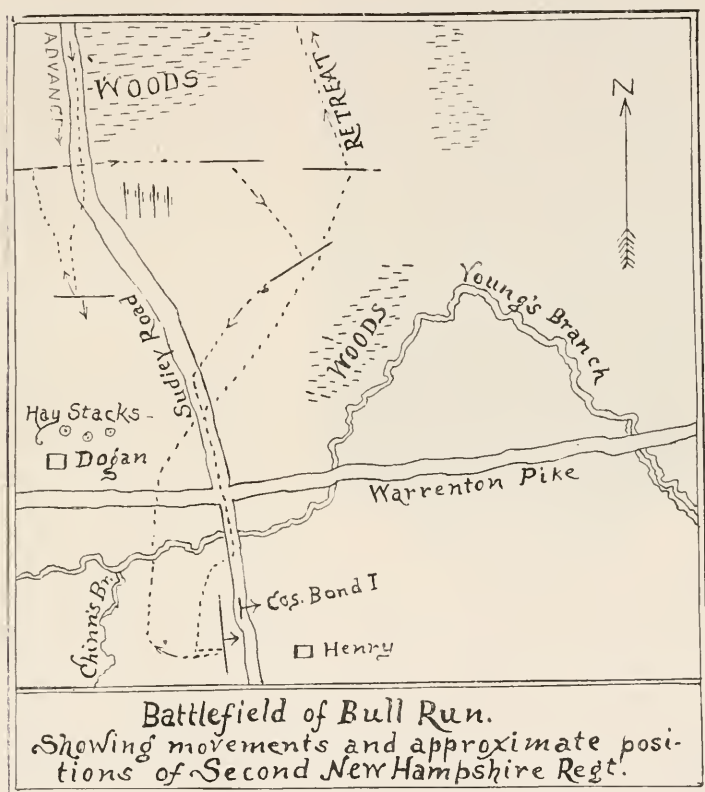 ADVANCE
WOODS
RETREAT
N
Sudley Road
WOODS
Young's Branch
Hay Stacks
Dogan
Warrenton Pike
Chinn's Br.
Cos. B and I
Henry
Battlefield of Bull Run.
Showing movements and approximate posi-
tions of Second New Hampshire Regt.